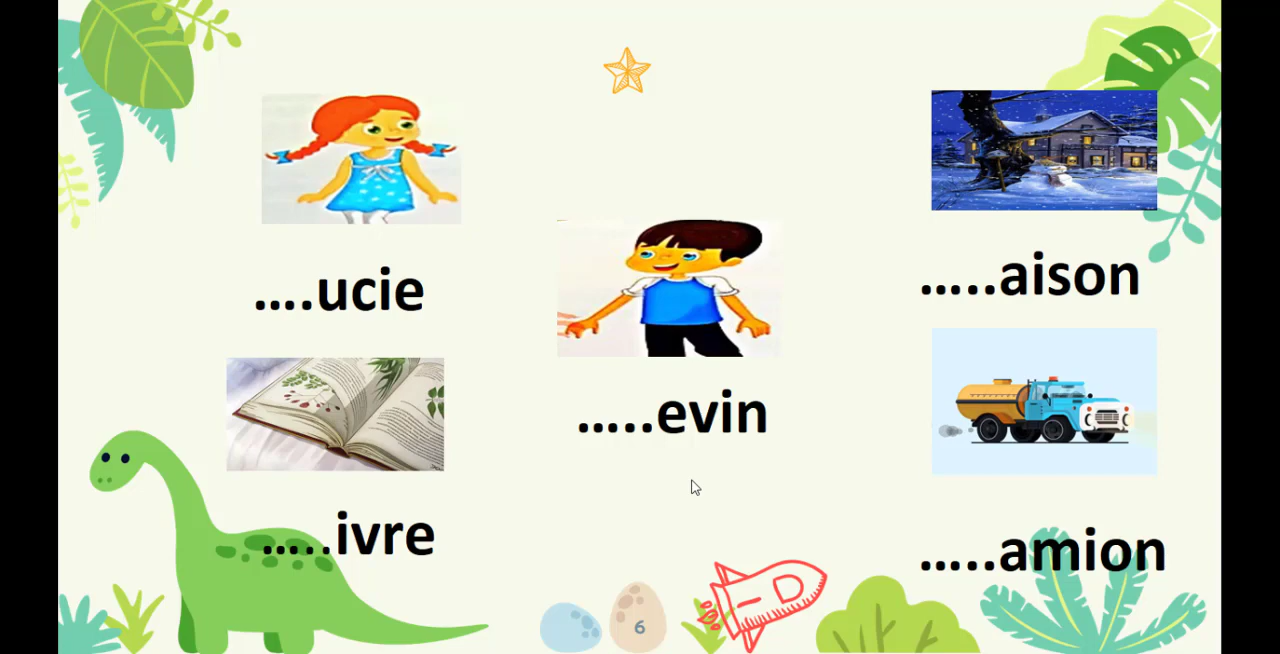 ....ucie
.....aison
.....evin
.....ivre
.....amion
6